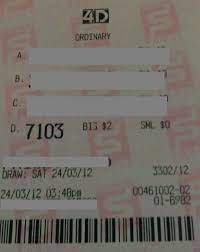 4D
ORDINARY
A.
B.
C.
D. 7103 BIG $2 SML $0
DRAW: SAT 24/03/12 3302/12
24/03/12 03:48pm 00461002-02
01-6982